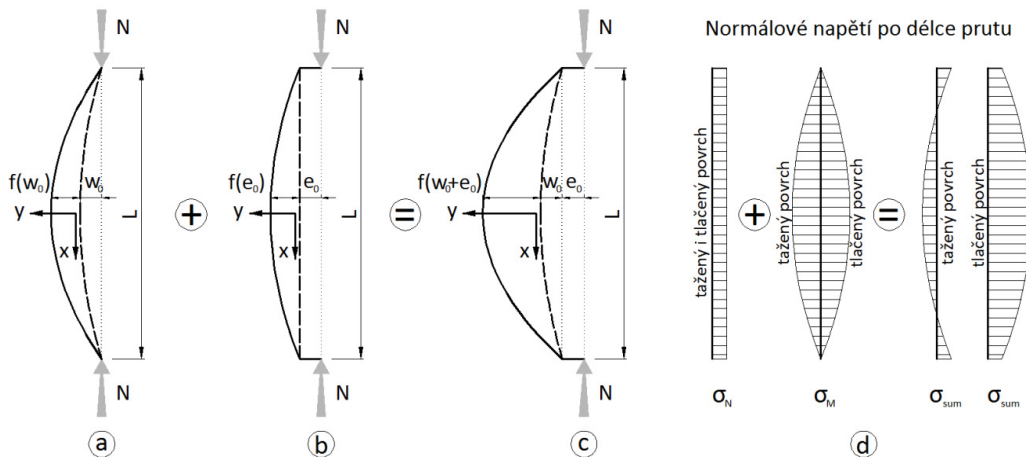 N
f(w₀)
w₀
y
x
L
N
a
+
N
f(e₀)
e₀
y
x
L
N
b
=
N
f(w₀+e₀)
w₀
e₀
y
x
L
N
c
Normálové napětí po délce prutu
tažený i tlačený povrch
+
tažený povrch
tlačený povrch
=
tažený povrch
tlačený povrch
σN
σM
σsum
σsum
d